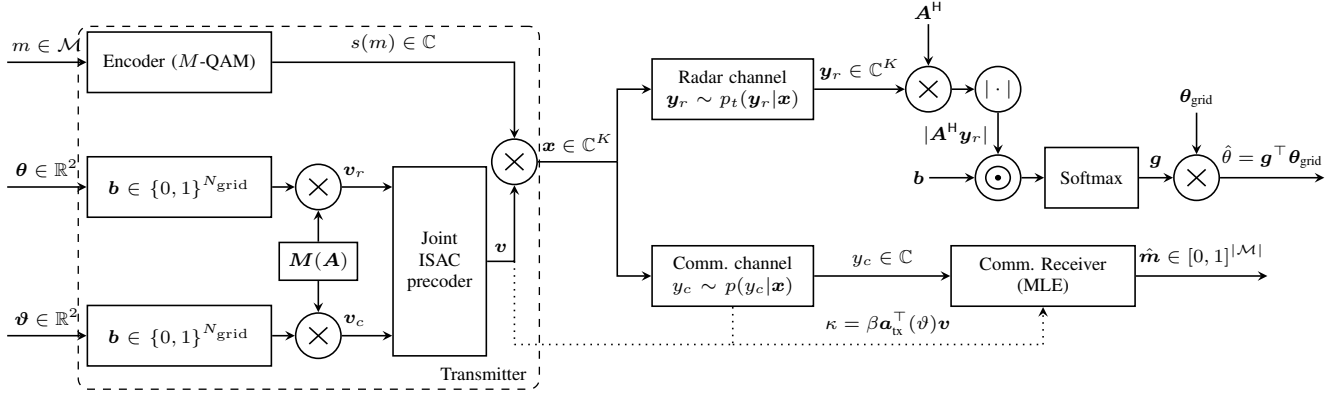 m ∈ ℳ
Encoder (M-QAM)
s(m) ∈ ℂ
θ ∈ ℝ²
b ∈ {0, 1}^{N_grid}
v_r
M(A)
ϑ ∈ ℝ²
b ∈ {0, 1}^{N_grid}
v_c
Joint
ISAC
precoder
v
Transmitter
x ∈ ℂ^K
Radar channel
y_r ∼ p_t(y_r|x)
y_r ∈ ℂ^K
A^H
| · |
|A^H y_r|
b
Softmax
g
θ_grid
θ̂ = g^⊤θ_grid
Comm. channel
y_c ∼ p(y_c|x)
y_c ∈ ℂ
Comm. Receiver
(MLE)
m̂ ∈ [0, 1]^{|ℳ|}
κ = βa_tx^⊤(ϑ)v